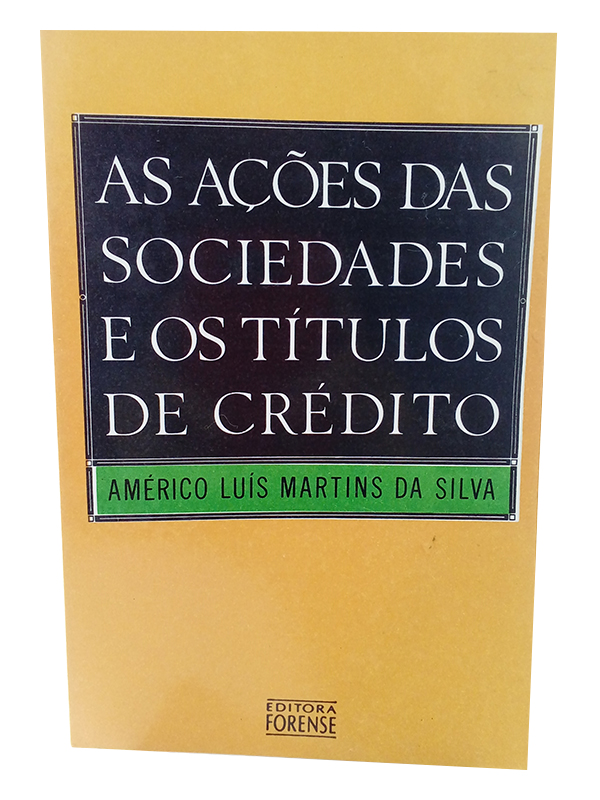 AS AÇÕES DAS
SOCIEDADES
E OS TÍTULOS
DE CRÉDITO
AMÉRICO LUÍS MARTINS DA SILVA
EDITORA
FORENSE